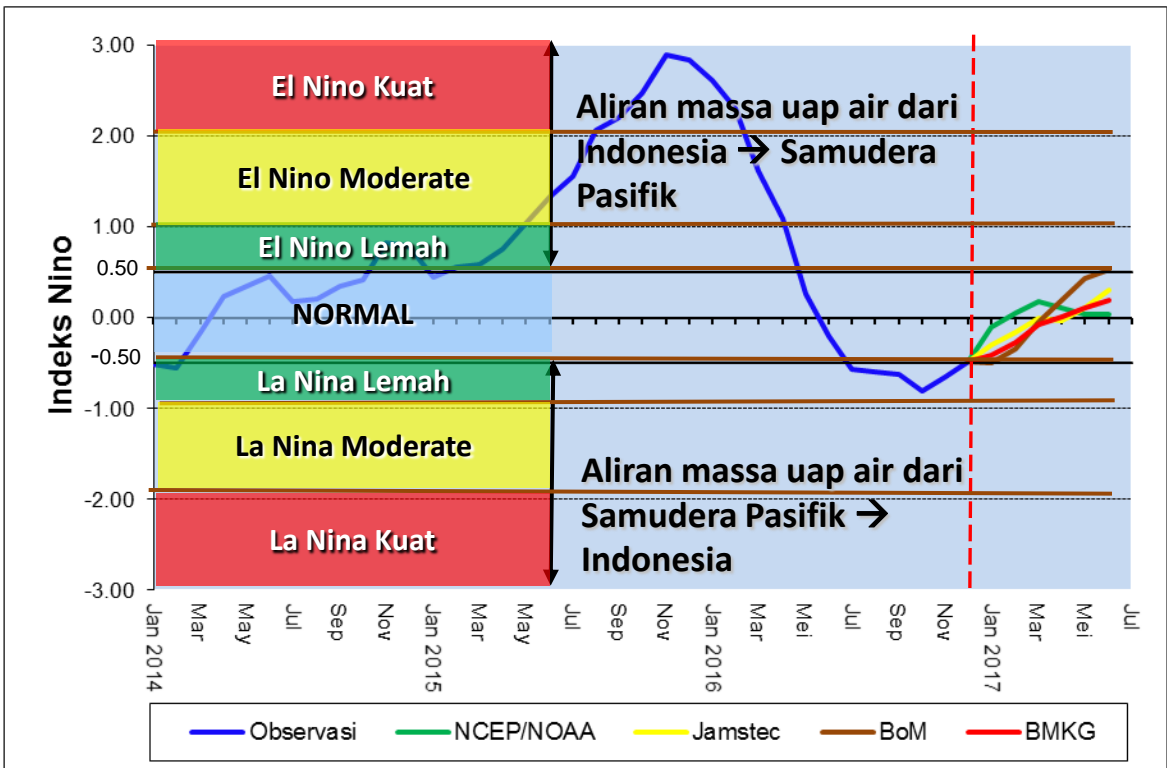 3.00
2.00
1.00
0.50
0.00
-0.50
-1.00
-2.00
-3.00
Indeks Nino
El Nino Kuat
El Nino Moderate
El Nino Lemah
NORMAL
La Nina Lemah
La Nina Moderate
La Nina Kuat
Aliran massa uap air dari
Indonesia → Samudera
Pasifik
Aliran massa uap air dari
Samudera Pasifik →
Indonesia
Jan 2014
Mar
May
Jul
Sep
Nov
Jan 2015
Mar
May
Jul
Sep
Nov
Jan 2016
Mar
Mei
Jul
Sep
Nov
Jan 2017
Mar
Mei
Jul
Observasi
NCEP/NOAA
Jamstec
BoM
BMKG